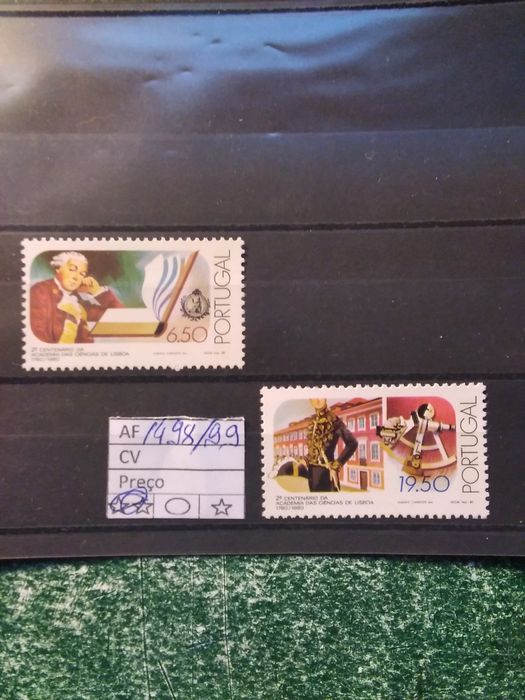 6.50
PORTUGAL
2º CENTENÁRIO DA
ACADEMIA DAS CIÊNCIAS DE LISBOA
1780/1980
AF 1498/99
CV
Preço
19.50
PORTUGAL
2º CENTENÁRIO DA
ACADEMIA DAS CIÊNCIAS DE LISBOA
1780/1980